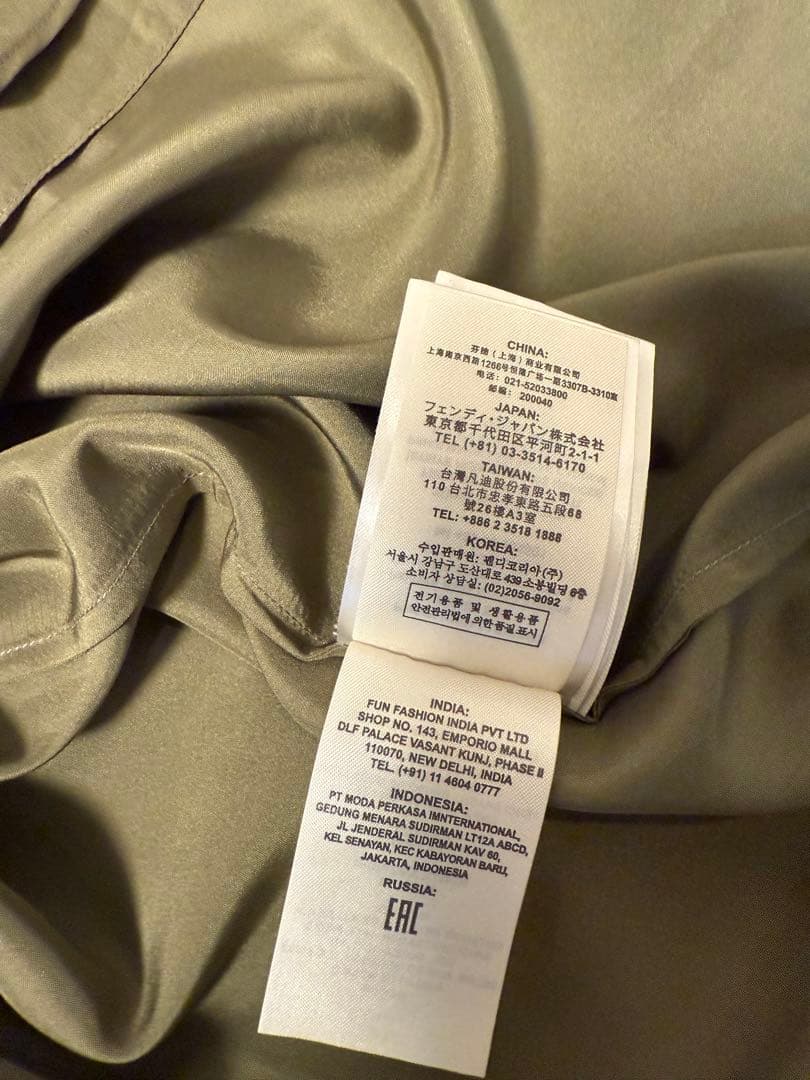 CHINA:
芬迪（上海）商业有限公司
上海南京西路1266号恒隆广场一期3307B-3310室
电话：021-52033800
邮编：200040
JAPAN:
フェンディ・ジャパン株式会社
東京都千代田区平河町2-1-1
TEL (+81) 03-3514-6170
TAIWAN:
台灣凡迪股份有限公司
110 台北市忠孝東路五段68
號26樓A3室
TEL: +886 2 3518 1888
KOREA:
수입판매원: 펜디코리아(주)
서울시 강남구 도산대로 439 소봉빌딩 6층
소비자 상담실: (02)2056-9092
전기용품 및 생활용품
안전관리법에 의한 품질 표시
INDIA:
FUN FASHION INDIA PVT LTD
SHOP NO. 143, EMPORIO MALL
DLF PALACE VASANT KUNJ, PHASE II
110070, NEW DELHI, INDIA
TEL. (+91) 11 4604 0777
INDONESIA:
PT MODA PERKASA IMNTERNATIONAL,
GEDUNG MENARA SUDIRMAN LT12A ABCD,
JL JENDERAL SUDIRMAN KAV 60,
KEL SENAYAN, KEC KABAYORAN BARU,
JAKARTA, INDONESIA
RUSSIA:
EAC